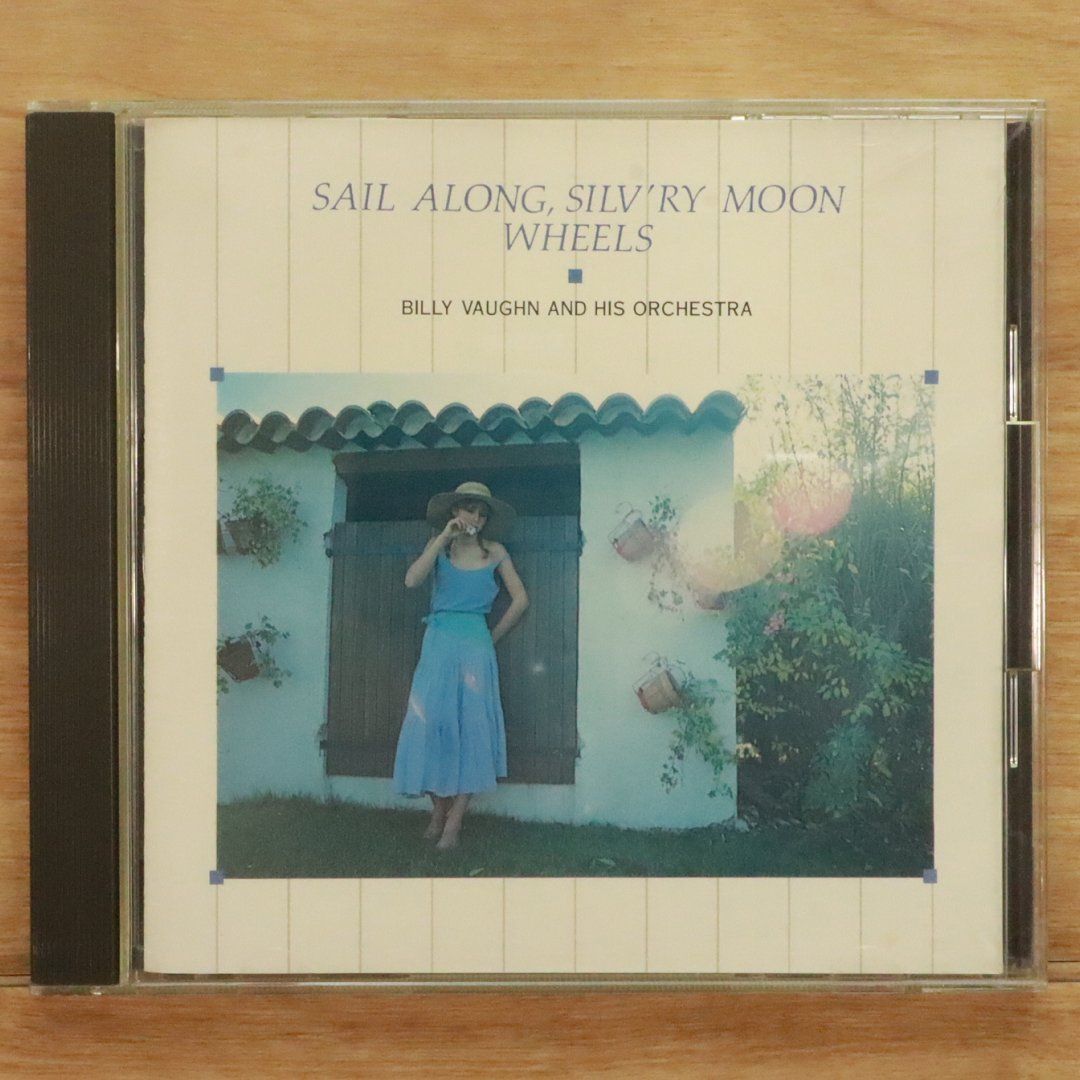 SAIL ALONG, SILV'RY MOON
WHEELS
BILLY VAUGHN AND HIS ORCHESTRA